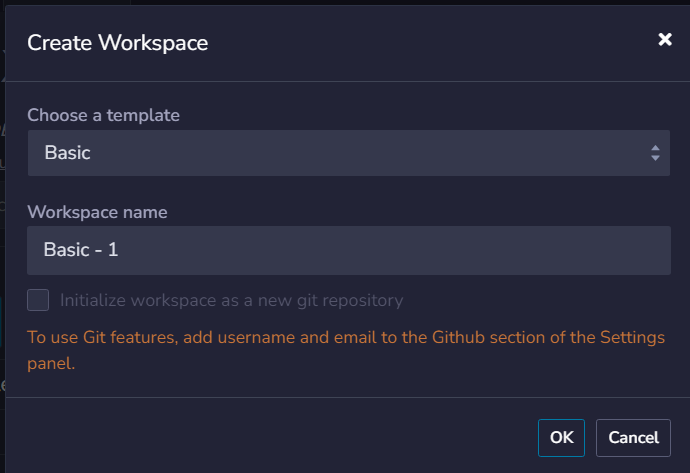 Create Workspace
Choose a template
Basic
Workspace name
Basic - 1
Initialize workspace as a new git repository
To use Git features, add username and email to the Github section of the Settings
panel.
OK Cancel